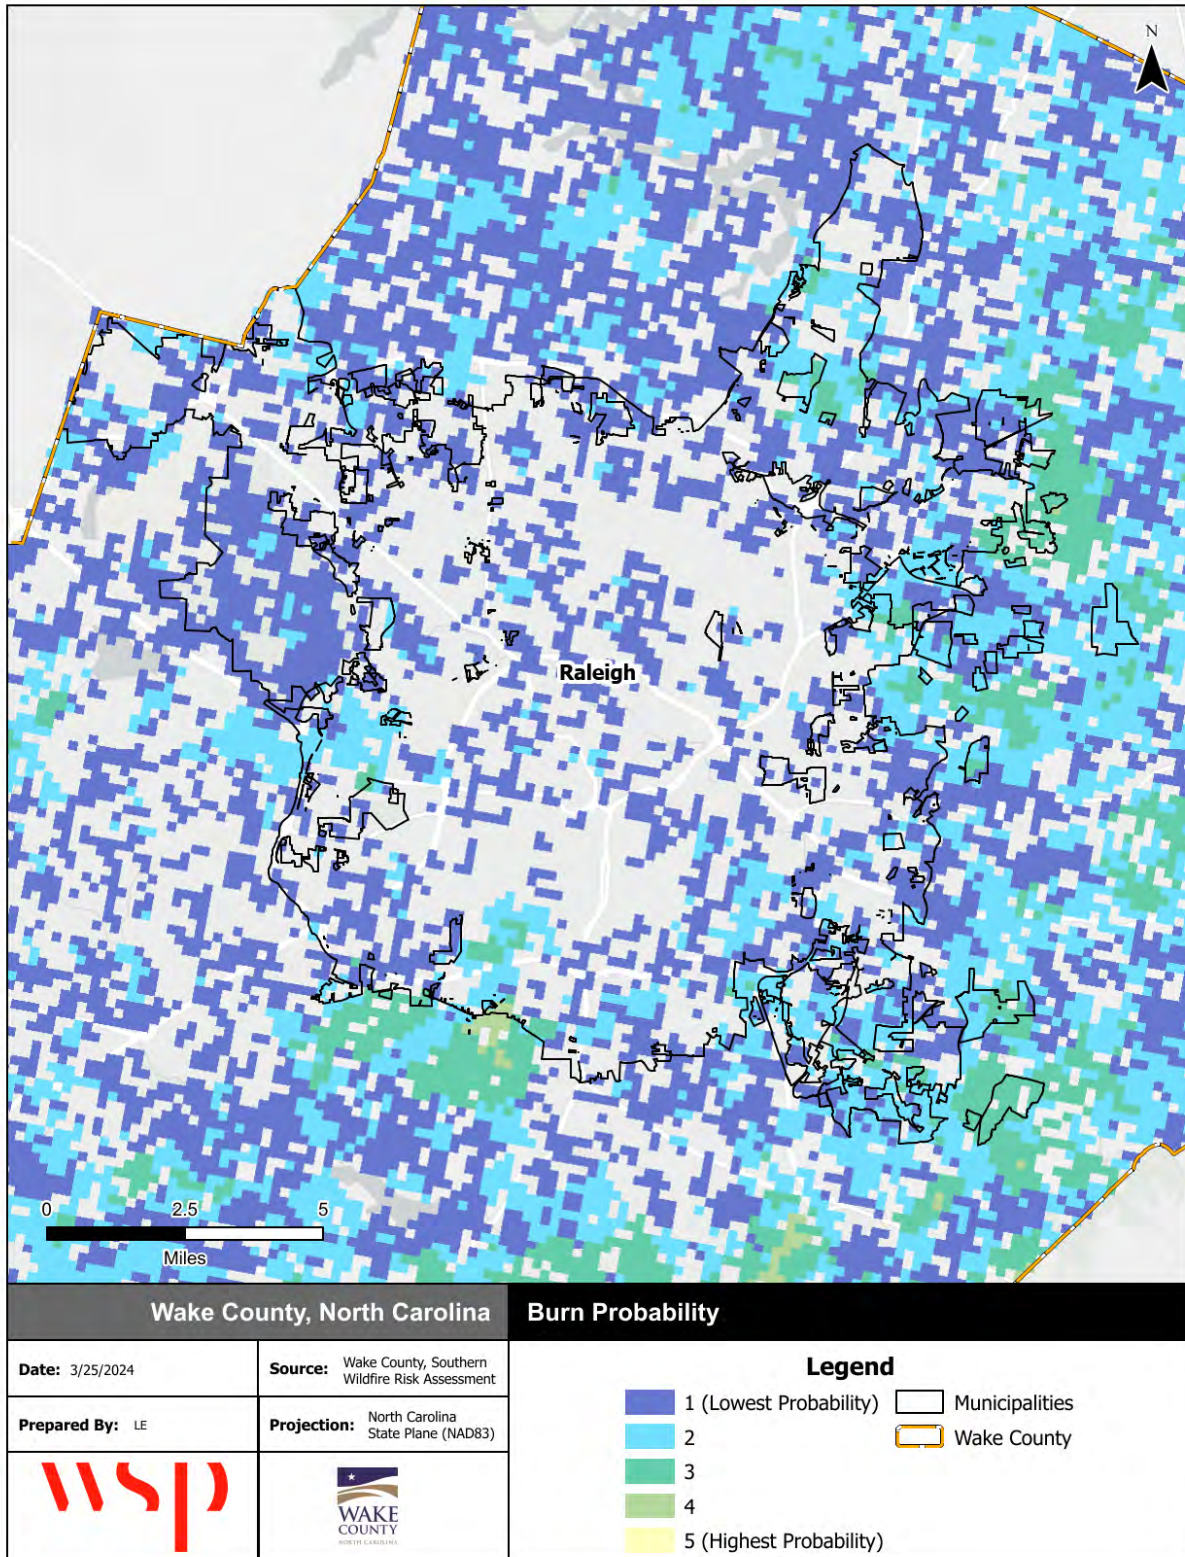 N
Raleigh
0 2.5 5
Miles
Wake County, North Carolina
Burn Probability
Date: 3/25/2024
Source: Wake County, Southern
Wildfire Risk Assessment
Prepared By: LE
Projection: North Carolina
State Plane (NAD83)
wsp
WAKE
COUNTY
NORTH CAROLINA
Legend
1 (Lowest Probability)
2
3
4
5 (Highest Probability)
Municipalities
Wake County